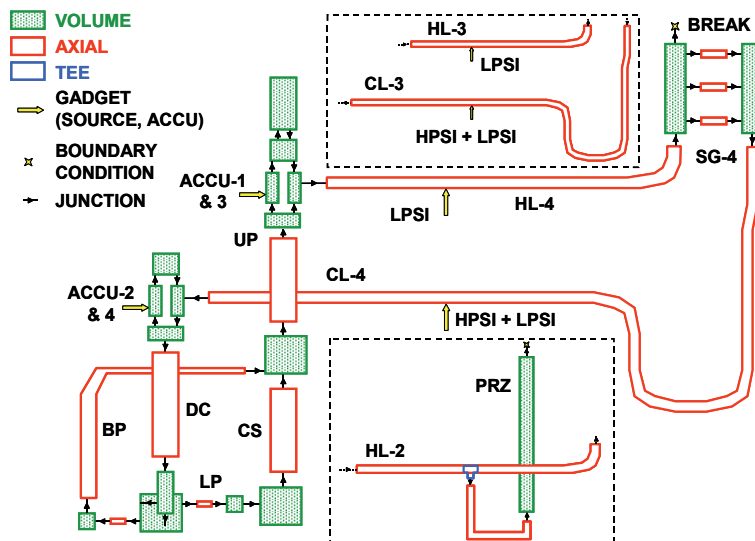 VOLUME
AXIAL
TEE
GADGET
(SOURCE, ACCU)
BOUNDARY
CONDITION
JUNCTION
HL-3
LPSI
CL-3
HPSI + LPSI
BREAK
SG-4
ACCU-1
& 3
HL-4
LPSI
UP
CL-4
ACCU-2
& 4
HPSI + LPSI
PRZ
BP
DC
CS
HL-2
LP